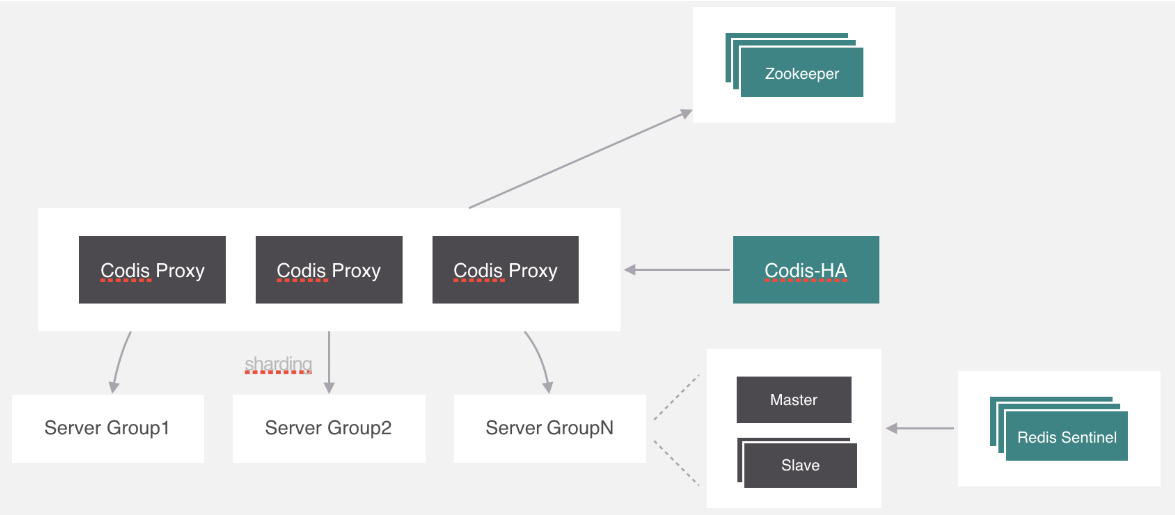 Zookeeper
Codis Proxy
Codis Proxy
Codis Proxy
Codis-HA
sharding
Server Group1
Server Group2
Server GroupN
Master
Slave
Redis Sentinel